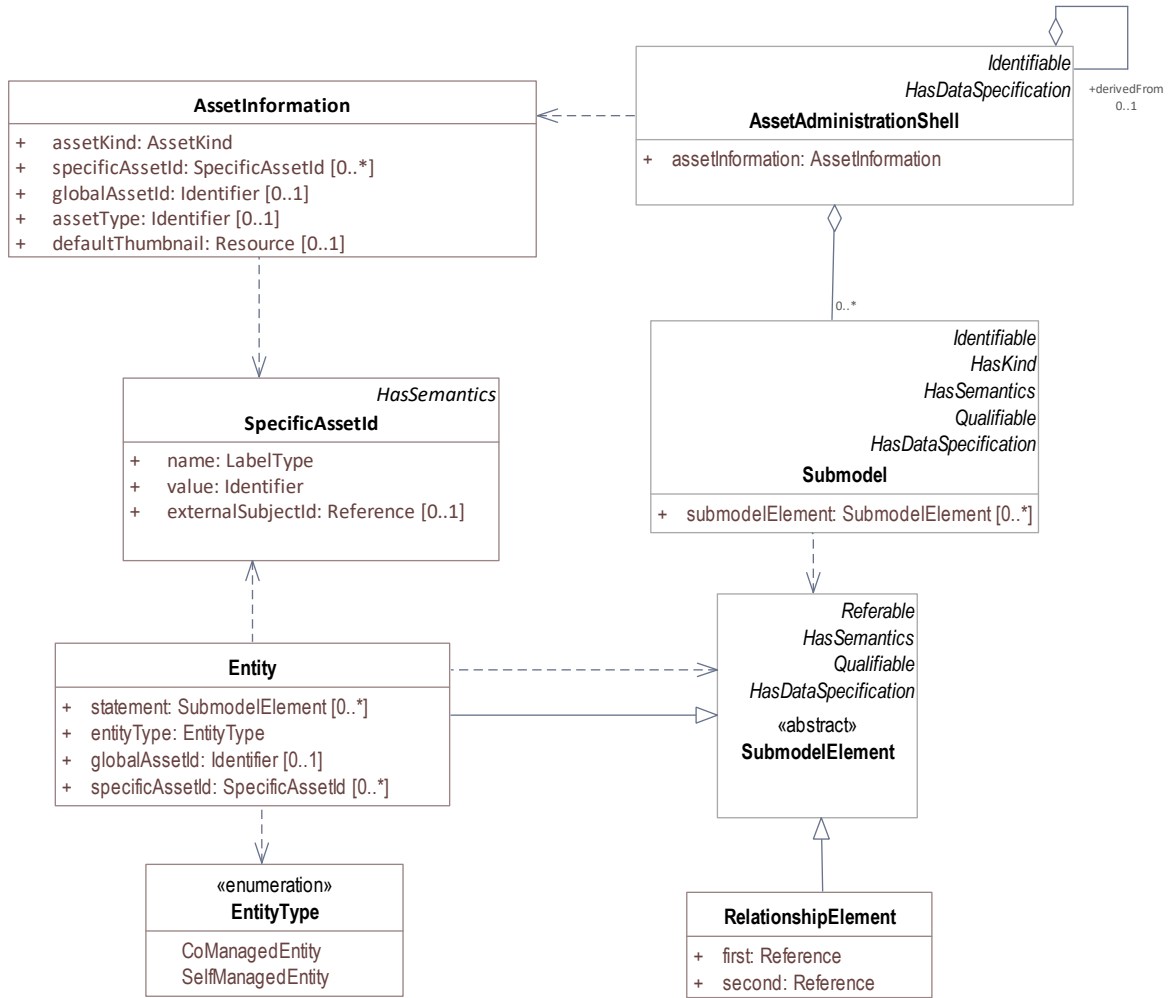 Identifiable
HasDataSpecification
AssetAdministrationShell
+ assetInformation: AssetInformation
+derivedFrom
0..1
AssetInformation
+ assetKind: AssetKind
+ specificAssetId: SpecificAssetId [0..*]
+ globalAssetId: Identifier [0..1]
+ assetType: Identifier [0..1]
+ defaultThumbnail: Resource [0..1]
0..*
Identifiable
HasKind
HasSemantics
Qualifiable
HasDataSpecification
Submodel
+ submodelElement: SubmodelElement [0..*]
HasSemantics
SpecificAssetId
+ name: LabelType
+ value: Identifier
+ externalSubjectId: Reference [0..1]
Referable
HasSemantics
Qualifiable
HasDataSpecification
«abstract»
SubmodelElement
Entity
+ statement: SubmodelElement [0..*]
+ entityType: EntityType
+ globalAssetId: Identifier [0..1]
+ specificAssetId: SpecificAssetId [0..*]
«enumeration»
EntityType
CoManagedEntity
SelfManagedEntity
RelationshipElement
+ first: Reference
+ second: Reference